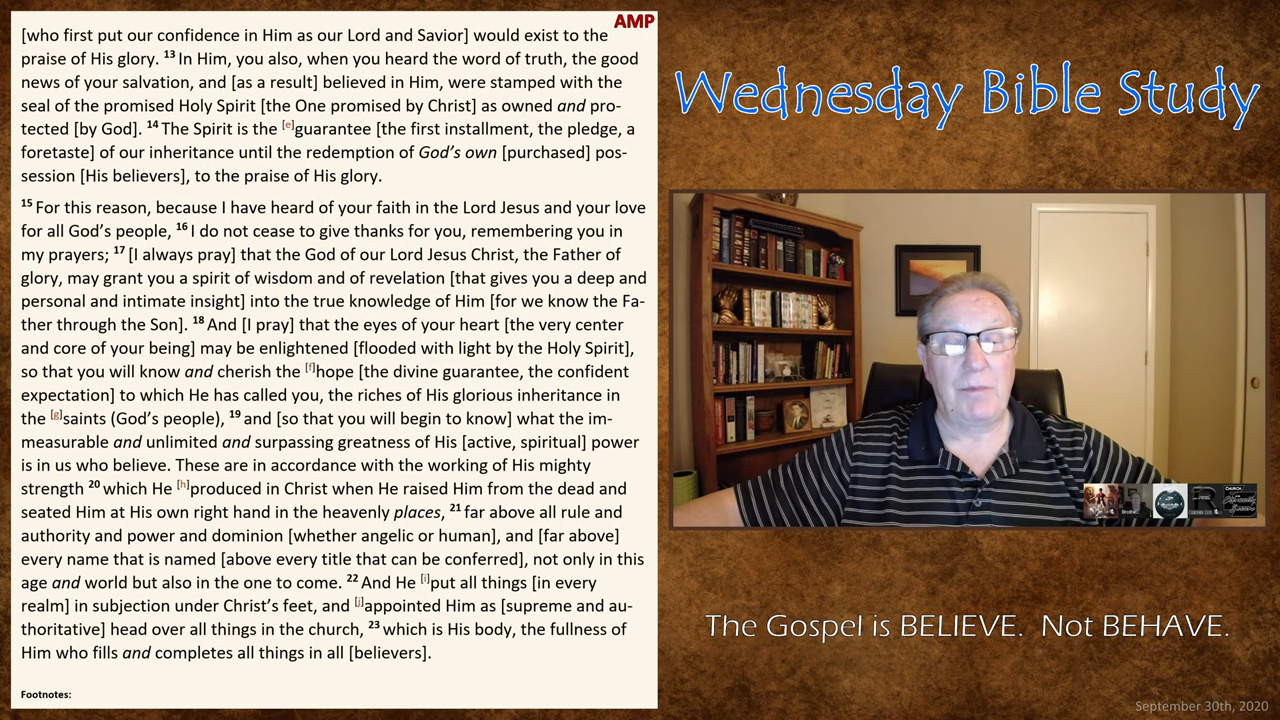 AMP
[who first put our confidence in Him as our Lord and Savior] would exist to the
praise of His glory. 13 In Him, you also, when you heard the word of truth, the good
news of your salvation, and [as a result] believed in Him, were stamped with the
seal of the promised Holy Spirit [the One promised by Christ] as owned and pro-
tected [by God]. 14 The Spirit is the [e]guarantee [the first installment, the pledge, a
foretaste] of our inheritance until the redemption of God’s own [purchased] pos-
session [His believers], to the praise of His glory.
15 For this reason, because I have heard of your faith in the Lord Jesus and your love
for all God’s people, 16 I do not cease to give thanks for you, remembering you in
my prayers; 17 [I always pray] that the God of our Lord Jesus Christ, the Father of
glory, may grant you a spirit of wisdom and of revelation [that gives you a deep and
personal and intimate insight] into the true knowledge of Him [for we know the Fa-
ther through the Son]. 18 And [I pray] that the eyes of your heart [the very center
and core of your being] may be enlightened [flooded with light by the Holy Spirit],
so that you will know and cherish the [f]hope [the divine guarantee, the confident
expectation] to which He has called you, the riches of His glorious inheritance in
the [g]saints (God’s people), 19 and [so that you will begin to know] what the im-
measurable and unlimited and surpassing greatness of His [active, spiritual] power
is in us who believe. These are in accordance with the working of His mighty
strength 20 which He [h]produced in Christ when He raised Him from the dead and
seated Him at His own right hand in the heavenly places, 21 far above all rule and
authority and power and dominion [whether angelic or human], and [far above]
every name that is named [above every title that can be conferred], not only in this
age and world but also in the one to come. 22 And He [i]put all things [in every
realm] in subjection under Christ’s feet, and [j]appointed Him as [supreme and au-
thoritative] head over all things in the church, 23 which is His body, the fullness of
Him who fills and completes all things in all [believers].
Footnotes:
Wednesday Bible Study
The Gospel is BELIEVE. Not BEHAVE.
September 30th, 2020